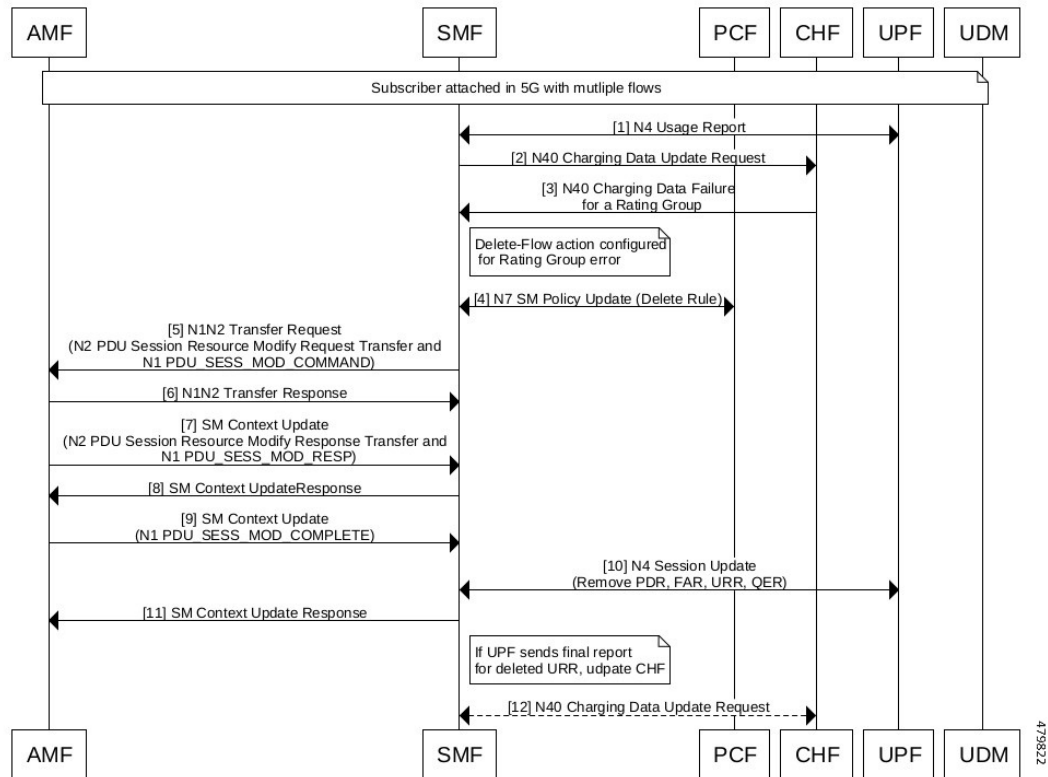 AMF
SMF
PCF
CHF
UPF
UDM
Subscriber attached in 5G with mutliple flows
[1] N4 Usage Report
[2] N40 Charging Data Update Request
[3] N40 Charging Data Failure
for a Rating Group
Delete-Flow action configured
for Rating Group error
[4] N7 SM Policy Update (Delete Rule)
[5] N1N2 Transfer Request
(N2 PDU Session Resource Modify Request Transfer and
N1 PDU_SESS_MOD_COMMAND)
[6] N1N2 Transfer Response
[7] SM Context Update
(N2 PDU Session Resource Modify Response Transfer and
N1 PDU_SESS_MOD_RESP)
[8] SM Context UpdateResponse
[9] SM Context Update
(N1 PDU_SESS_MOD_COMPLETE)
[10] N4 Session Update
(Remove PDR, FAR, URR, QER)
[11] SM Context Update Response
If UPF sends final report
for deleted URR, udpate CHF
[12] N40 Charging Data Update Request
AMF
SMF
PCF
CHF
UPF
UDM
479822